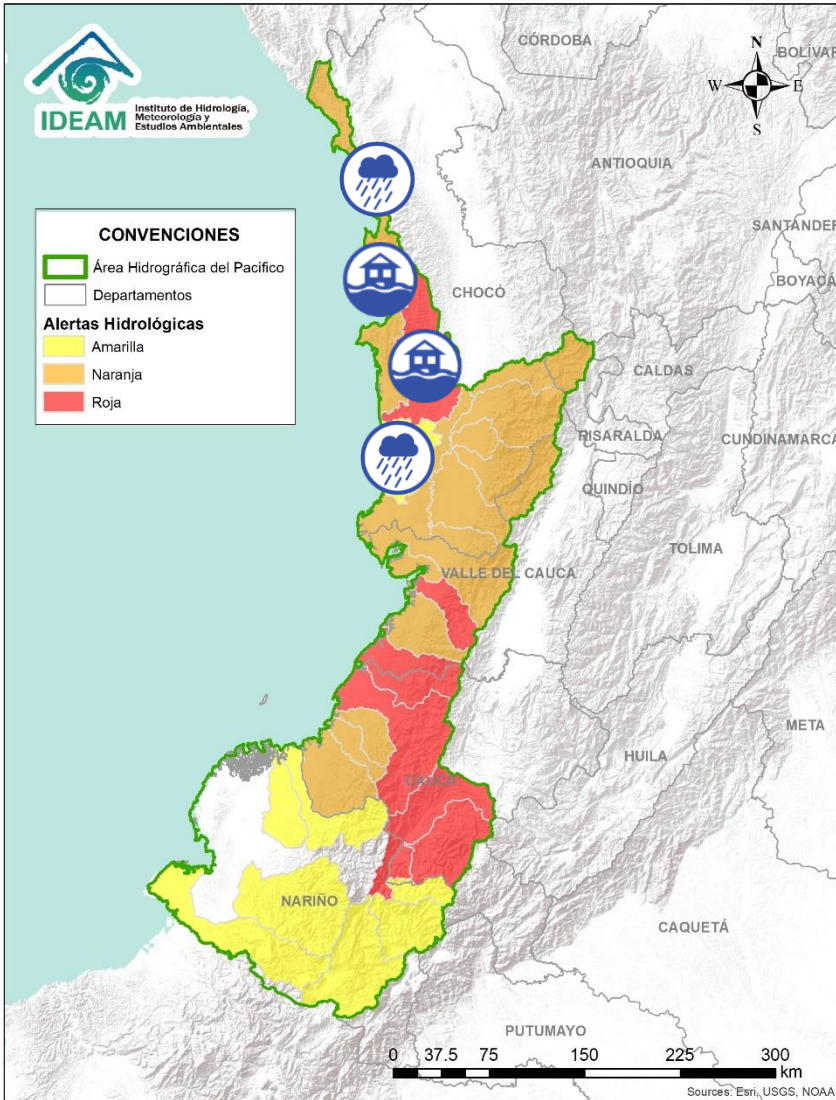 IDEAM
Instituto de Hidrología,
Meteorología y
Estudios Ambientales
N
W
E
S
CONVENCIONES
Área Hidrográfica del Pacifico
Departamentos
Alertas Hidrológicas
Amarilla
Naranja
Roja
CÓRDOBA
BOLÍVAR
ANTIOQUIA
SANTANDER
BOYACÁ
CHOCÓ
CALDAS
RISARALDA
CUNDINAMARCA
QUINDÍO
TOLIMA
VALLE DEL CAUCA
META
HUILA
CAUCA
NARIÑO
CAQUETÁ
PUTUMAYO
0 37.5 75 150 225 300
km
Sources: Esri, USGS, NOAA